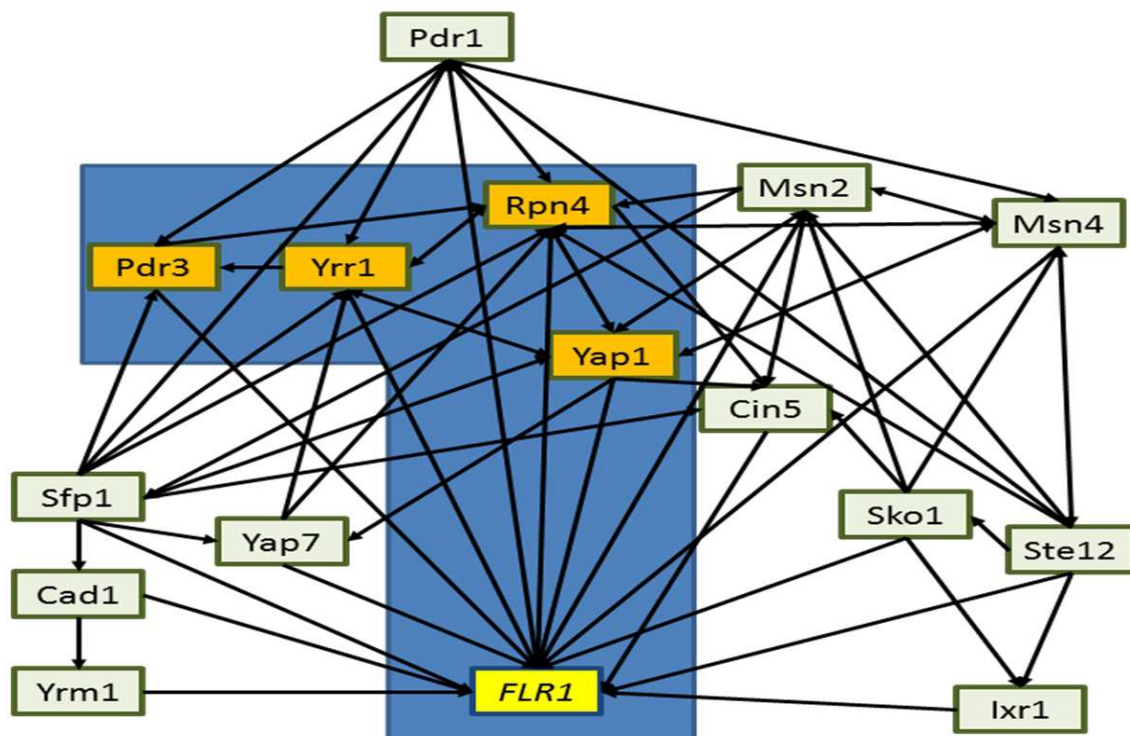 Pdr1
Rpn4
Msn2
Msn4
Pdr3
Yrr1
Yap1
Cin5
Sfp1
Yap7
Sko1
Ste12
Cad1
Yrm1
FLR1
Ixr1